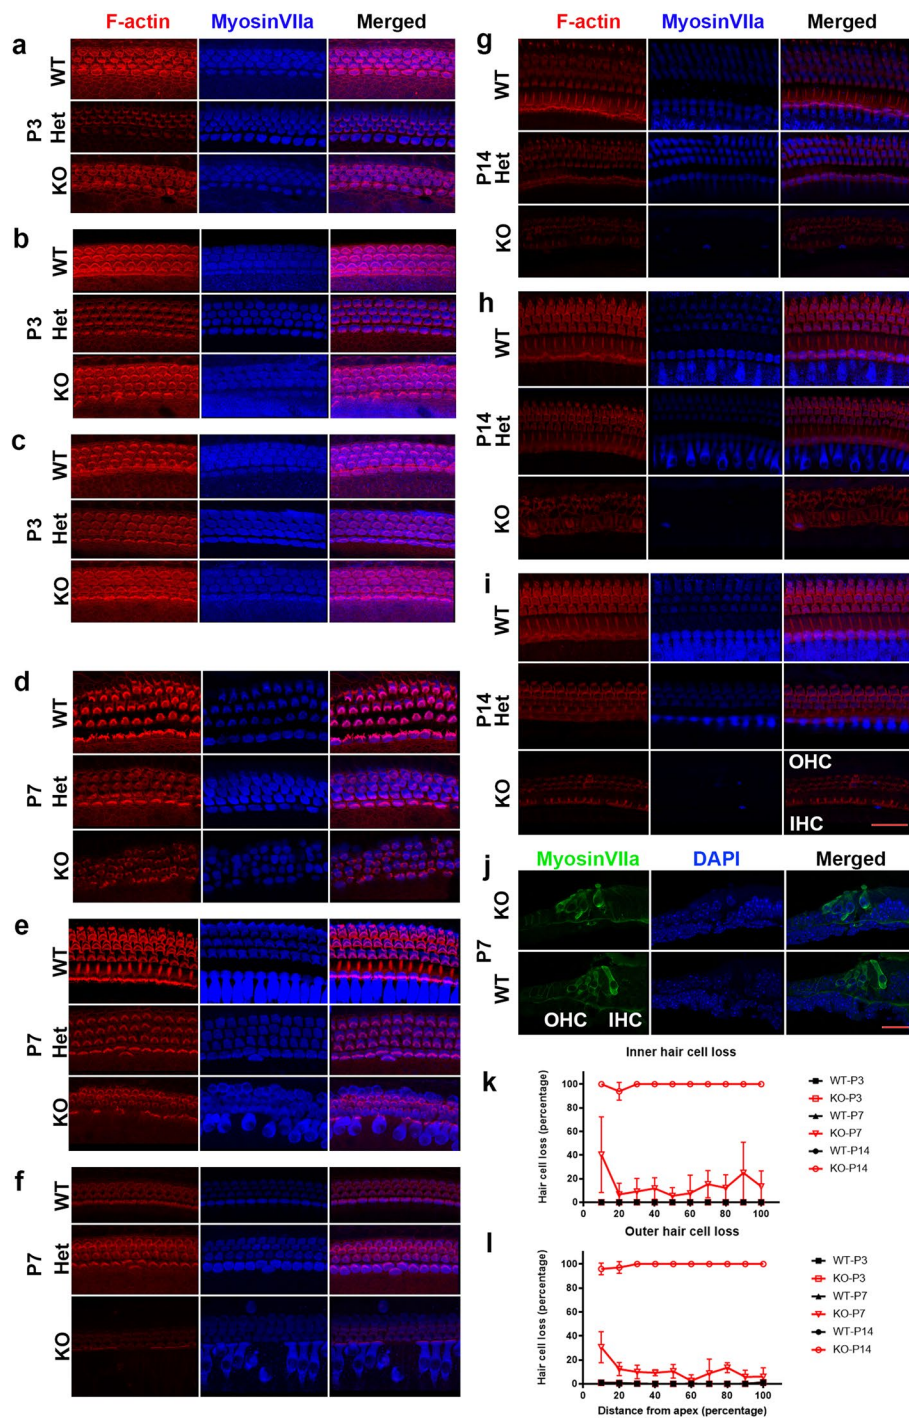 F-actin MyosinVIIa Merged
a
WT
P3
Het
KO
b
WT
P3
Het
KO
c
WT
P3
Het
KO
d
WT
P7
Het
KO
e
WT
P7
Het
KO
f
WT
P7
Het
KO
F-actin MyosinVIIa Merged
g
WT
P14
Het
KO
h
WT
P14
Het
KO
i
WT
P14
Het
KO
OHC
IHC
MyosinVIIa DAPI Merged
j
KO
P7
WT
OHC IHC
Inner hair cell loss
k
Hair cell loss (percentage)
100
80
60
40
20
0
0 20 40 60 80 100
WT-P3
KO-P3
WT-P7
KO-P7
WT-P14
KO-P14
Outer hair cell loss
l
Hair cell loss (percentage)
100
80
60
40
20
0
0 20 40 60 80 100
Distance from apex (percentage)
WT-P3
KO-P3
WT-P7
KO-P7
WT-P14
KO-P14